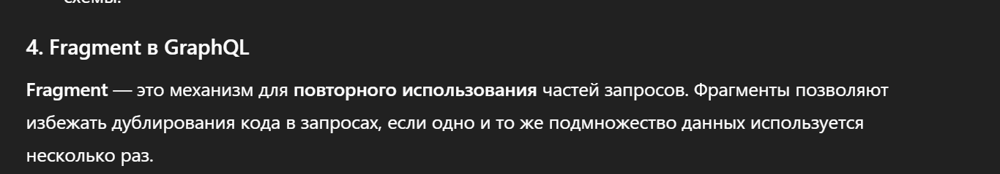 схемы.
4. Fragment в GraphQL
Fragment — это механизм для повторного использования частей запросов. Фрагменты позволяют
избежать дублирования кода в запросах, если одно и то же подмножество данных используется
несколько раз.